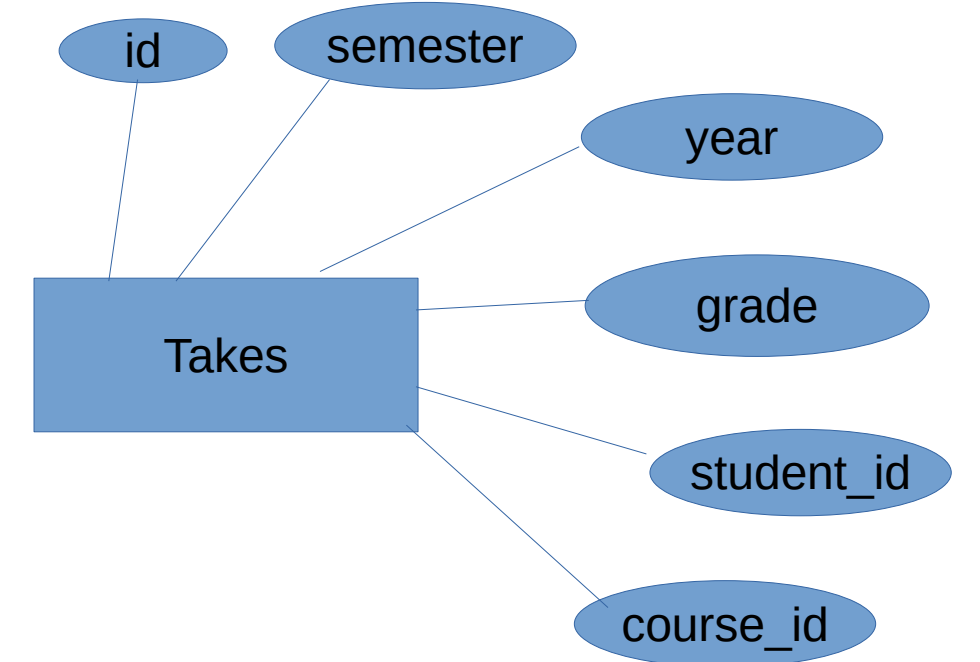 id
semester
year
grade
Takes
student_id
course_id